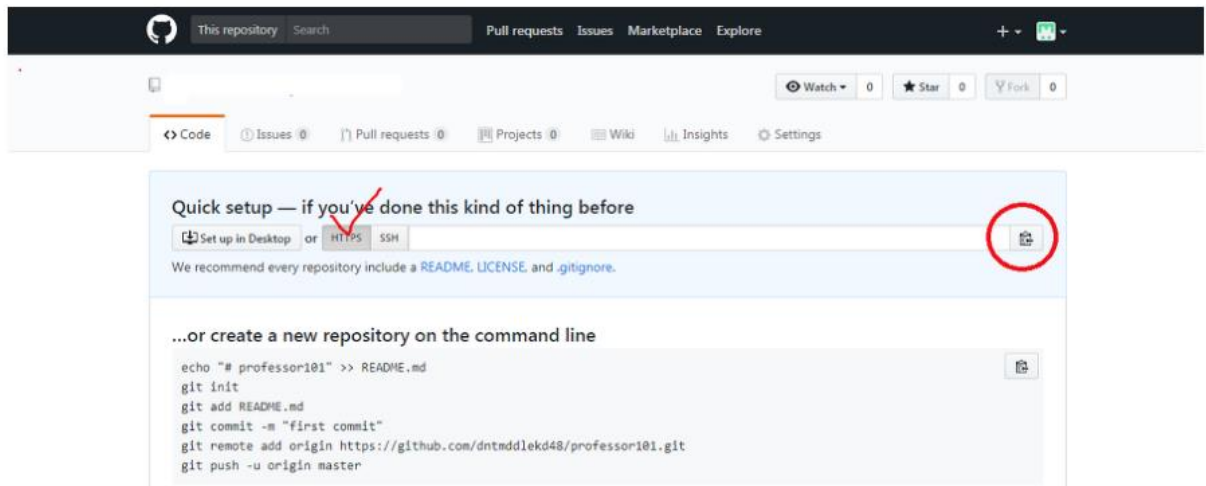 This repository Search Pull requests Issues Marketplace Explore
Watch 0 Star 0 Fork 0
Code Issues 0 Pull requests 0 Projects 0 Wiki Insights Settings
Quick setup — if you've done this kind of thing before
Set up in Desktop or HTTPS SSH
We recommend every repository include a README, LICENSE, and .gitignore.
...or create a new repository on the command line
echo "# professor101" >> README.md
git init
git add README.md
git commit -m "first commit"
git remote add origin https://github.com/dntmddlekd48/professor101.git
git push -u origin master